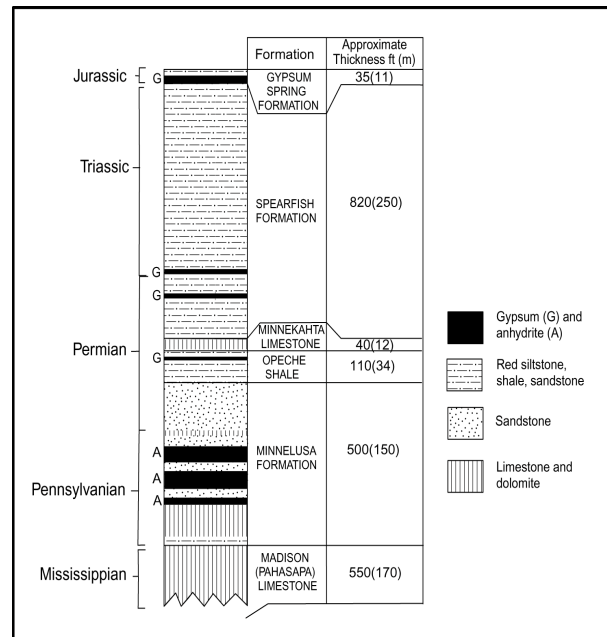 Formation
Approximate
Thickness ft (m)
Jurassic
G
GYPSUM
SPRING
FORMATION
35(11)
Triassic
SPEARFISH
FORMATION
820(250)
G
G
Permian
MINNEKAHTA
LIMESTONE
40(12)
G
OPECHE
SHALE
110(34)
MINNELUSA
FORMATION
500(150)
A
Pennsylvanian
A
A
Mississippian
MADISON
(PAHASAPA)
LIMESTONE
550(170)
Gypsum (G) and
anhydrite (A)
Red siltstone,
shale, sandstone
Sandstone
Limestone and
dolomite